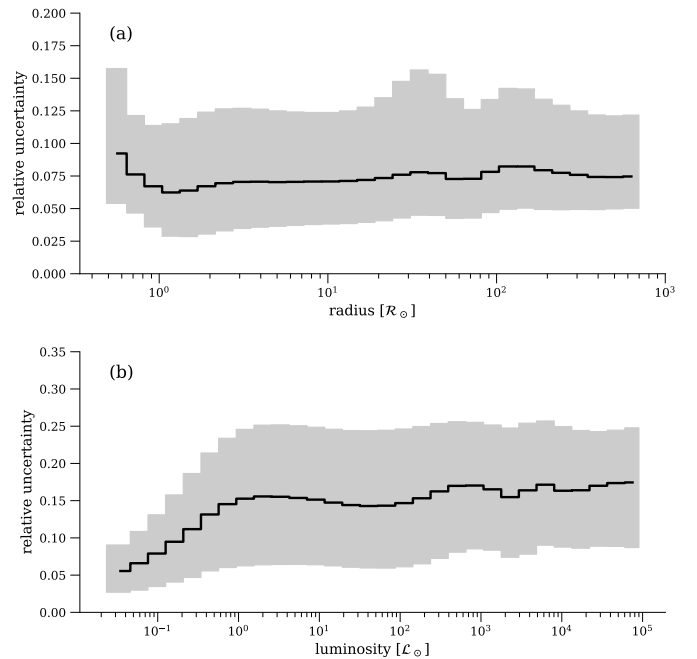 (a)
relative uncertainty
0.200
0.175
0.150
0.125
0.100
0.075
0.050
0.025
0.000
10⁰ 10¹ 10² 10³
radius [ℛ⊙]
(b)
relative uncertainty
0.35
0.30
0.25
0.20
0.15
0.10
0.05
0.00
10⁻¹ 10⁰ 10¹ 10² 10³ 10⁴ 10⁵
luminosity [ℒ⊙]